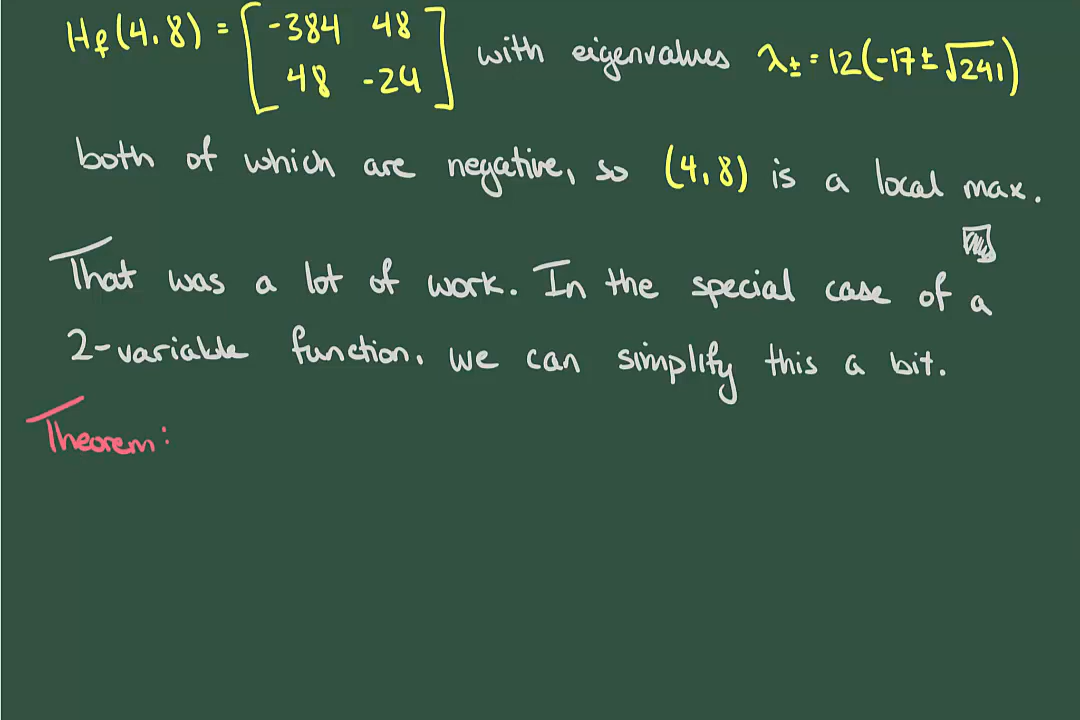 H_f(4,8) = [-384 48; 48 -24] with eigenvalues λ± = 12(-17±√241)
both of which are negative, so (4,8) is a local max.
That was a lot of work. In the special case of a
2-variable function, we can simplify this a bit.
Theorem: